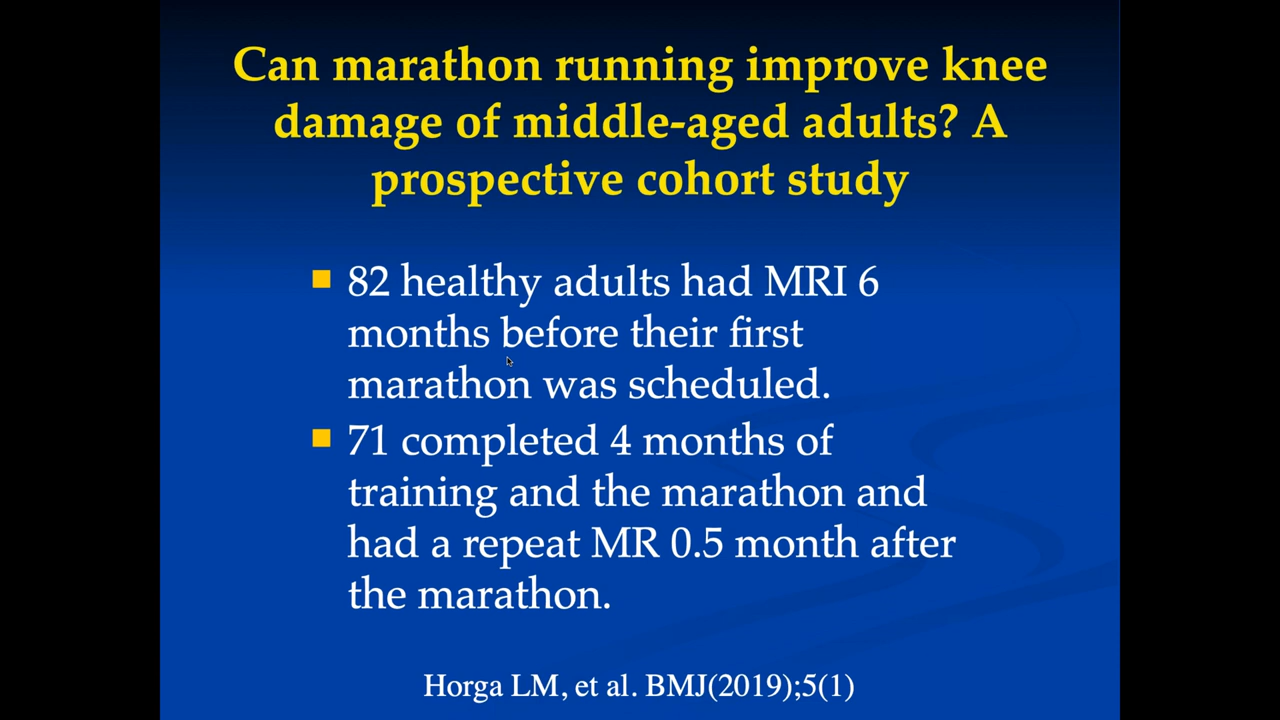 Can marathon running improve knee
damage of middle-aged adults? A
prospective cohort study
82 healthy adults had MRI 6
months before their first
marathon was scheduled.
71 completed 4 months of
training and the marathon and
had a repeat MR 0.5 month after
the marathon.
Horga LM, et al. BMJ(2019);5(1)